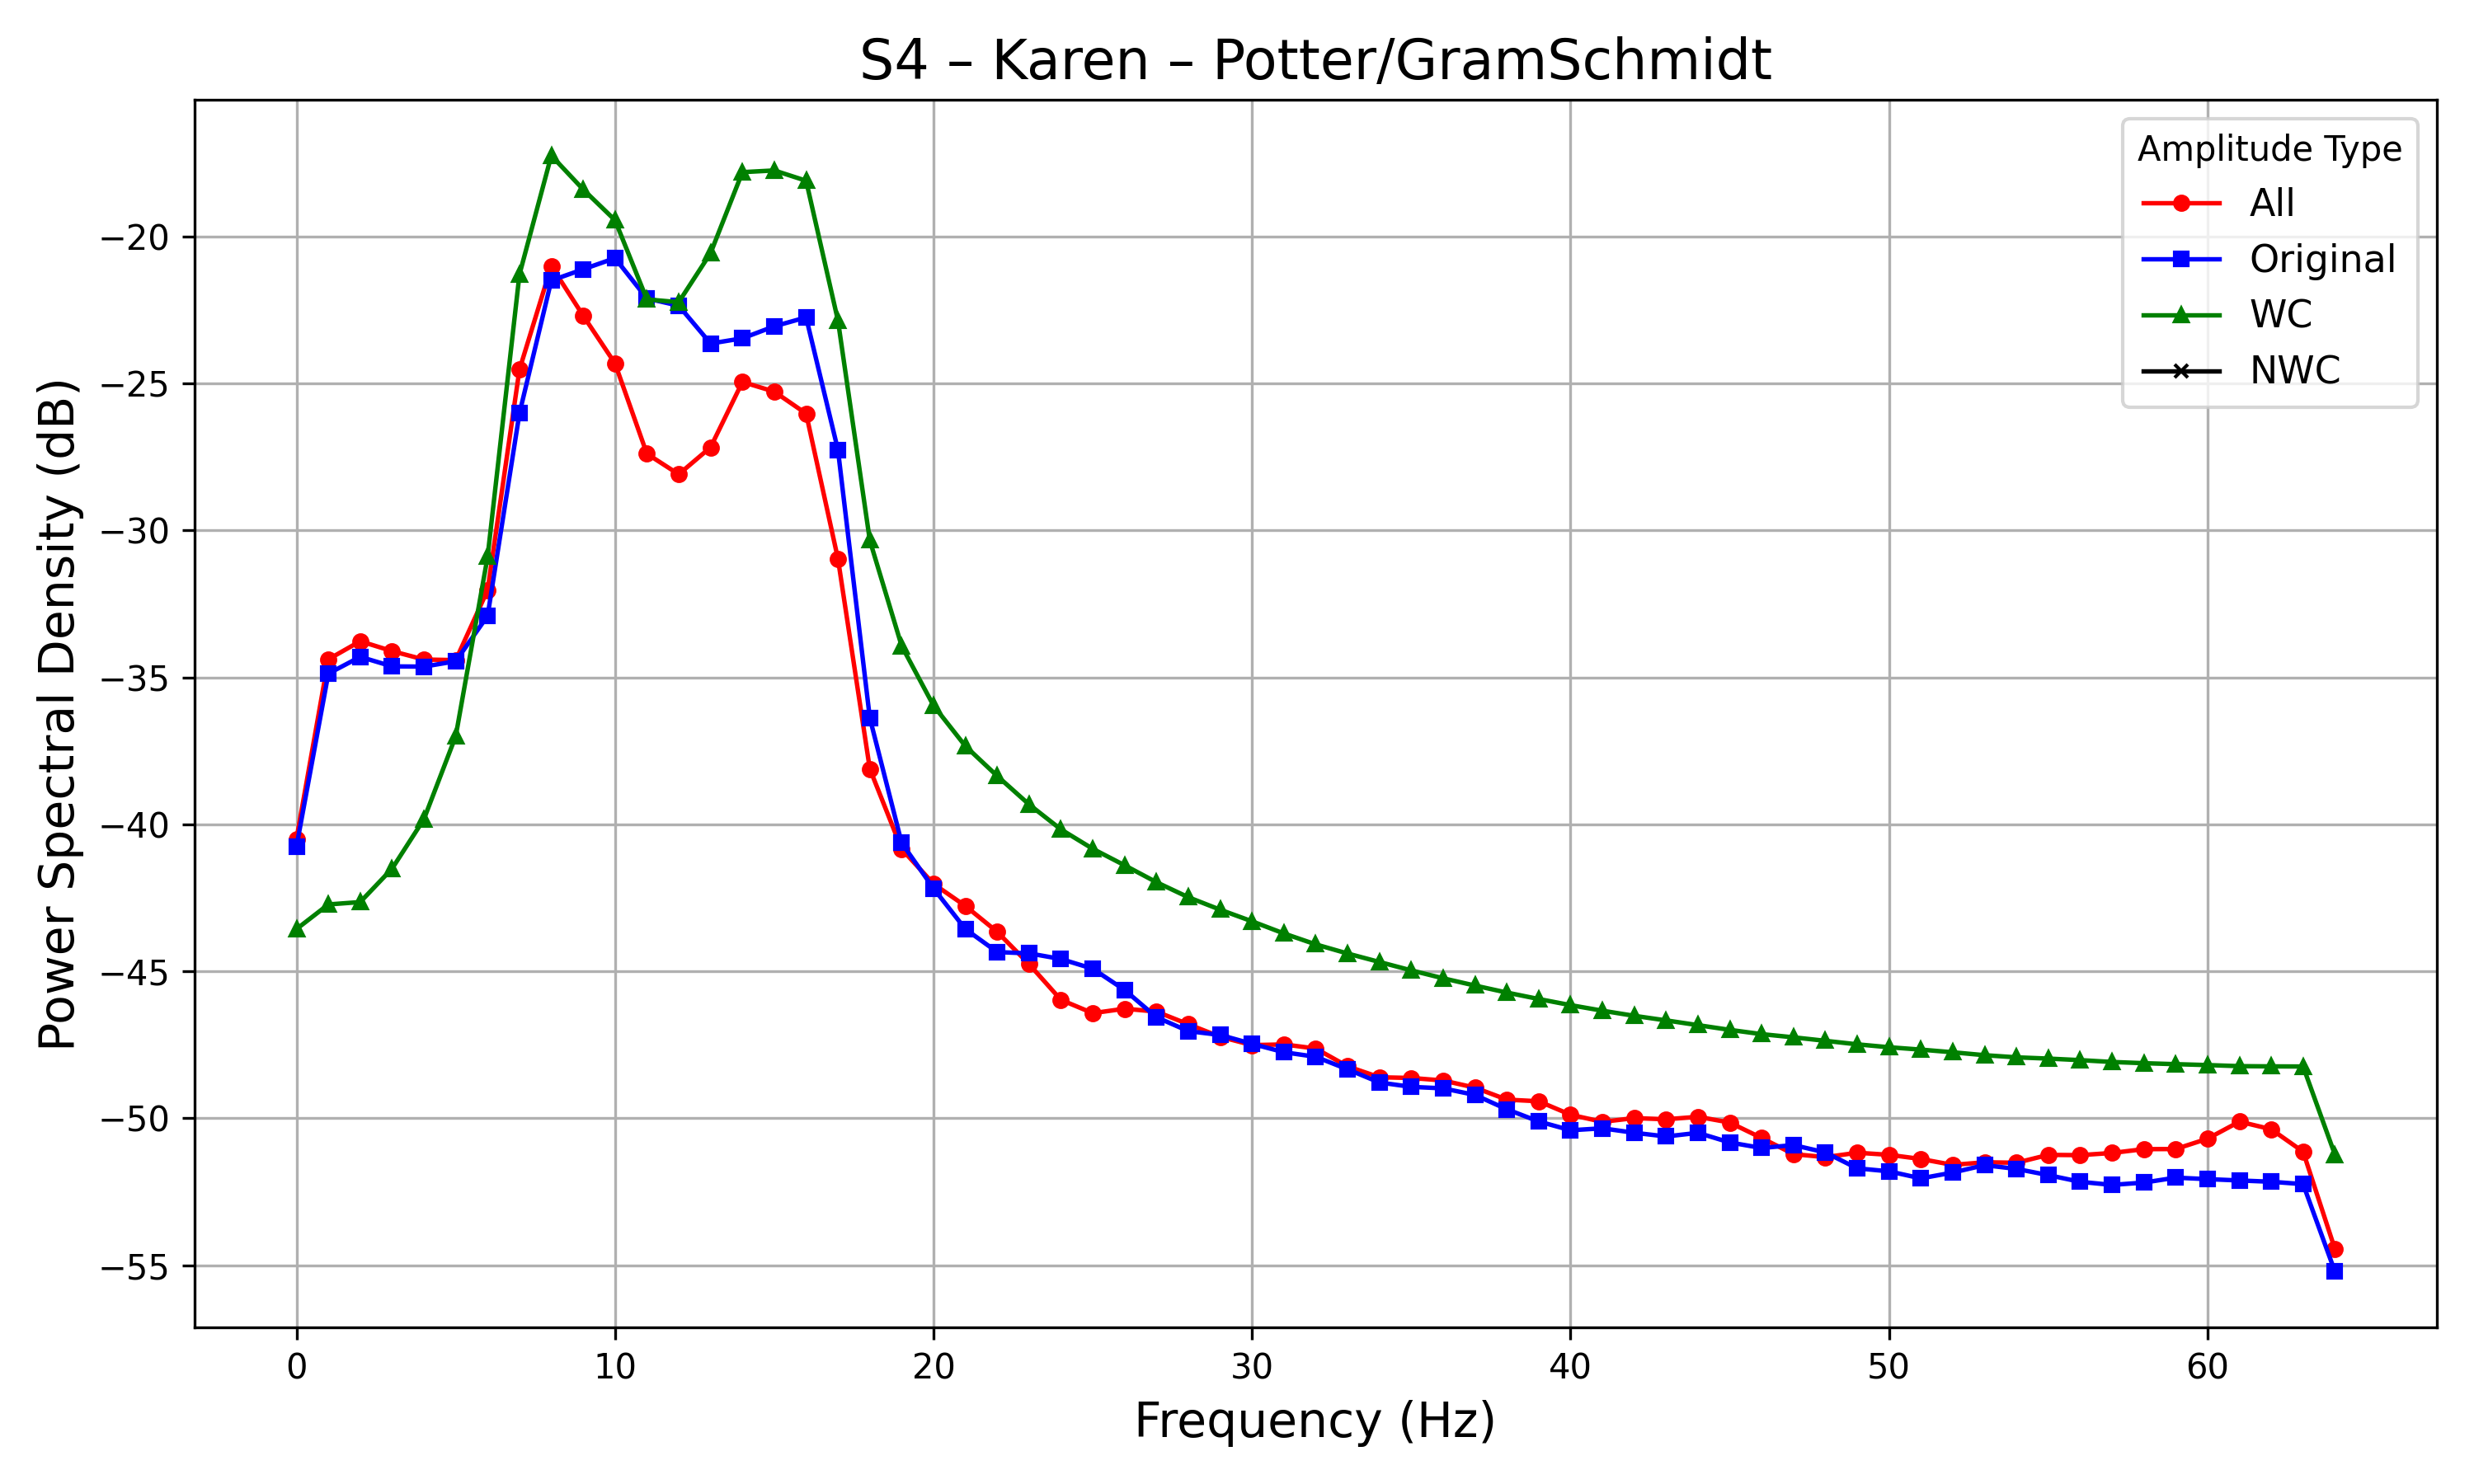 S4 – Karen – Potter/GramSchmidt
Amplitude Type
All
Original
WC
NWC
Power Spectral Density (dB)
−20
−25
−30
−35
−40
−45
−50
−55
0 10 20 30 40 50 60
Frequency (Hz)